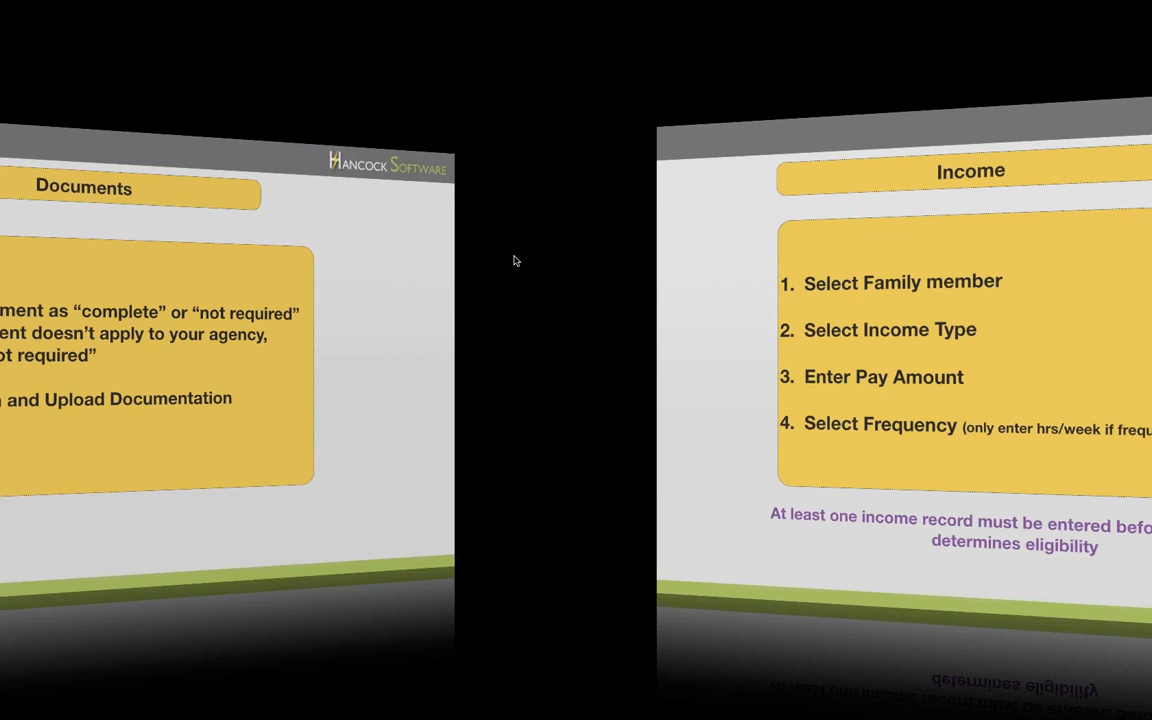 HANCOCK SOFTWARE
Documents
ment as “complete” or “not required”
ent doesn’t apply to your agency,
ot required”
and Upload Documentation
Income
1. Select Family member
2. Select Income Type
3. Enter Pay Amount
4. Select Frequency (only enter hrs/week if frequ
At least one income record must be entered befo
determines eligibility